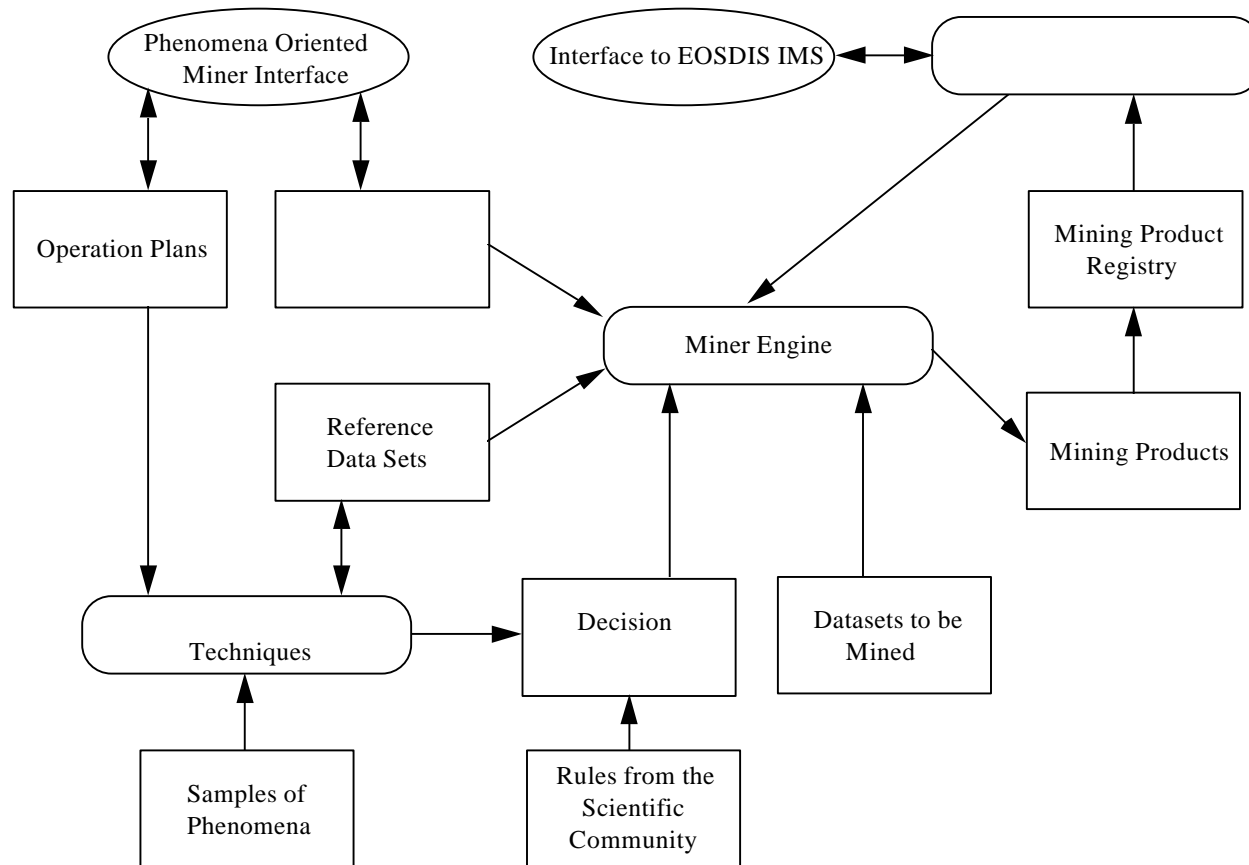 Phenomena Oriented
Miner Interface
Interface to EOSDIS IMS
Operation Plans
Mining Product
Registry
Miner Engine
Reference
Data Sets
Mining Products
Techniques
Decision
Datasets to be
Mined
Samples of
Phenomena
Rules from the
Scientific
Community